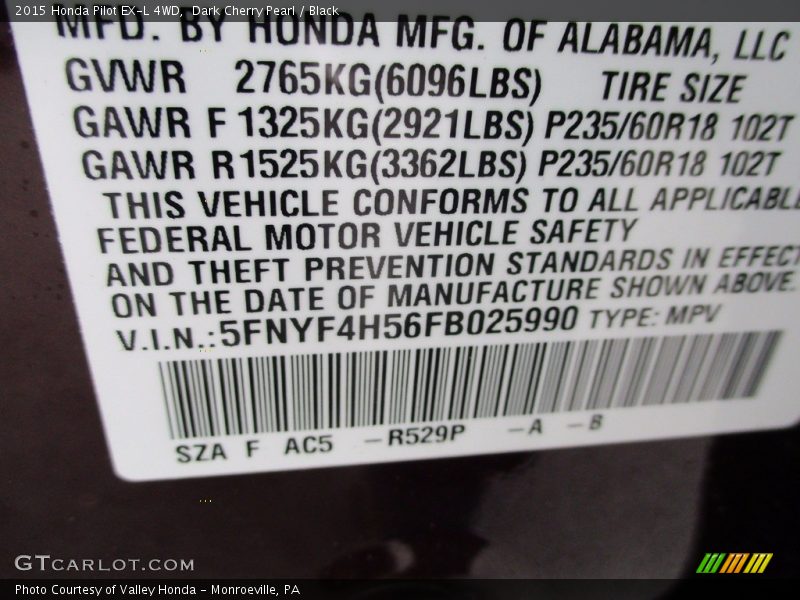 2015 Honda Pilot EX-L 4WD, Dark Cherry Pearl / Black
MFD. BY HONDA MFG. OF ALABAMA, LLC
GVWR 2765KG(6096LBS) TIRE SIZE
GAWR F 1325KG(2921LBS) P235/60R18 102T
GAWR R1525KG(3362LBS) P235/60R18 102T
THIS VEHICLE CONFORMS TO ALL APPLICABLE
FEDERAL MOTOR VEHICLE SAFETY
AND THEFT PREVENTION STANDARDS IN EFFECT
ON THE DATE OF MANUFACTURE SHOWN ABOVE.
V.I.N.:5FNYF4H56FB025990 TYPE: MPV
SZA F AC5 -R529P -A -B
GTCARLOT.COM
Photo Courtesy of Valley Honda - Monroeville, PA